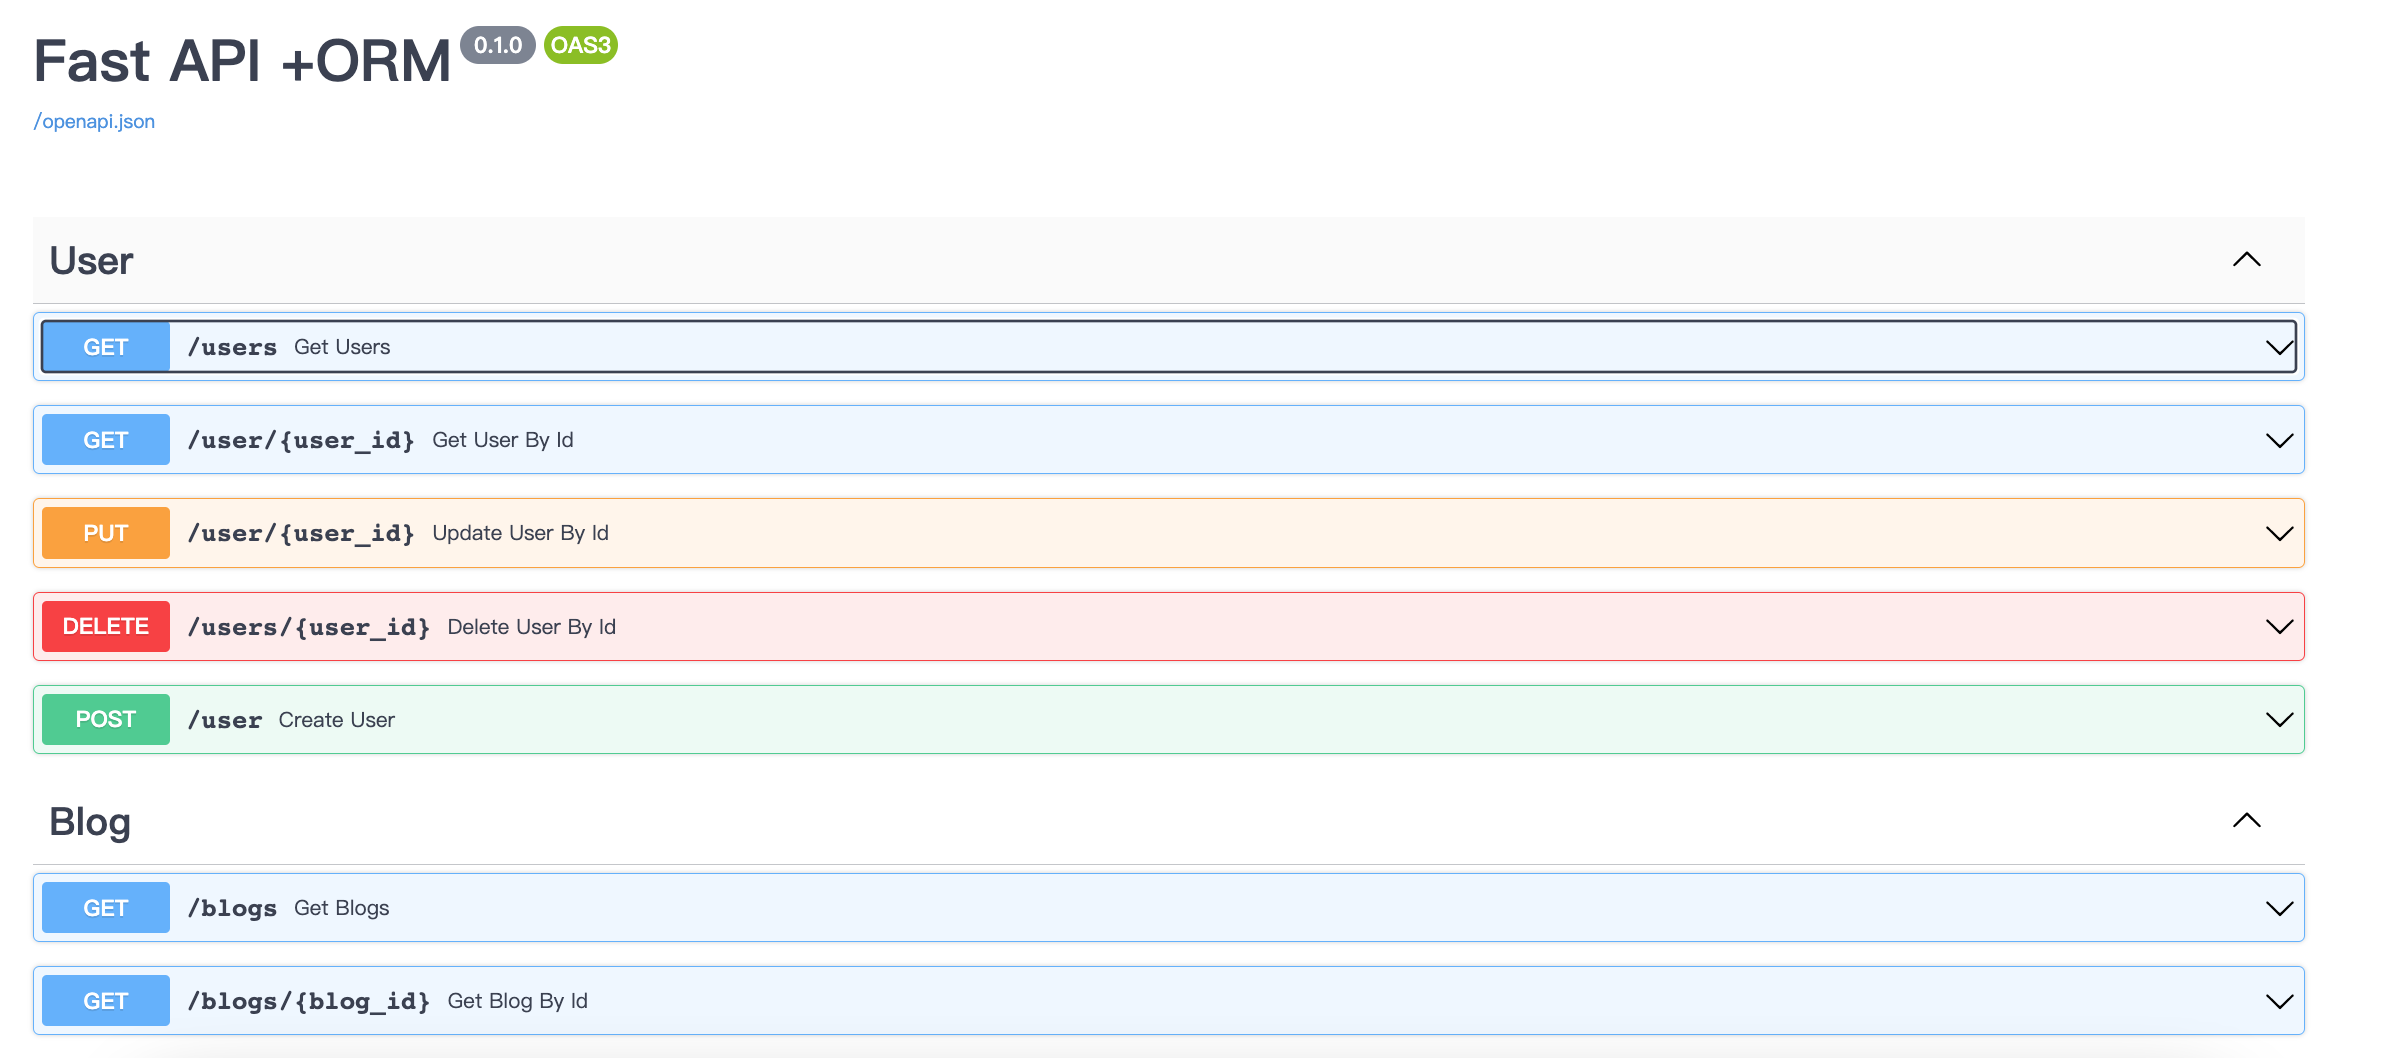 Fast API +ORM 0.1.0 OAS3
/openapi.json
User
GET /users Get Users
GET /user/{user_id} Get User By Id
PUT /user/{user_id} Update User By Id
DELETE /users/{user_id} Delete User By Id
POST /user Create User
Blog
GET /blogs Get Blogs
GET /blogs/{blog_id} Get Blog By Id